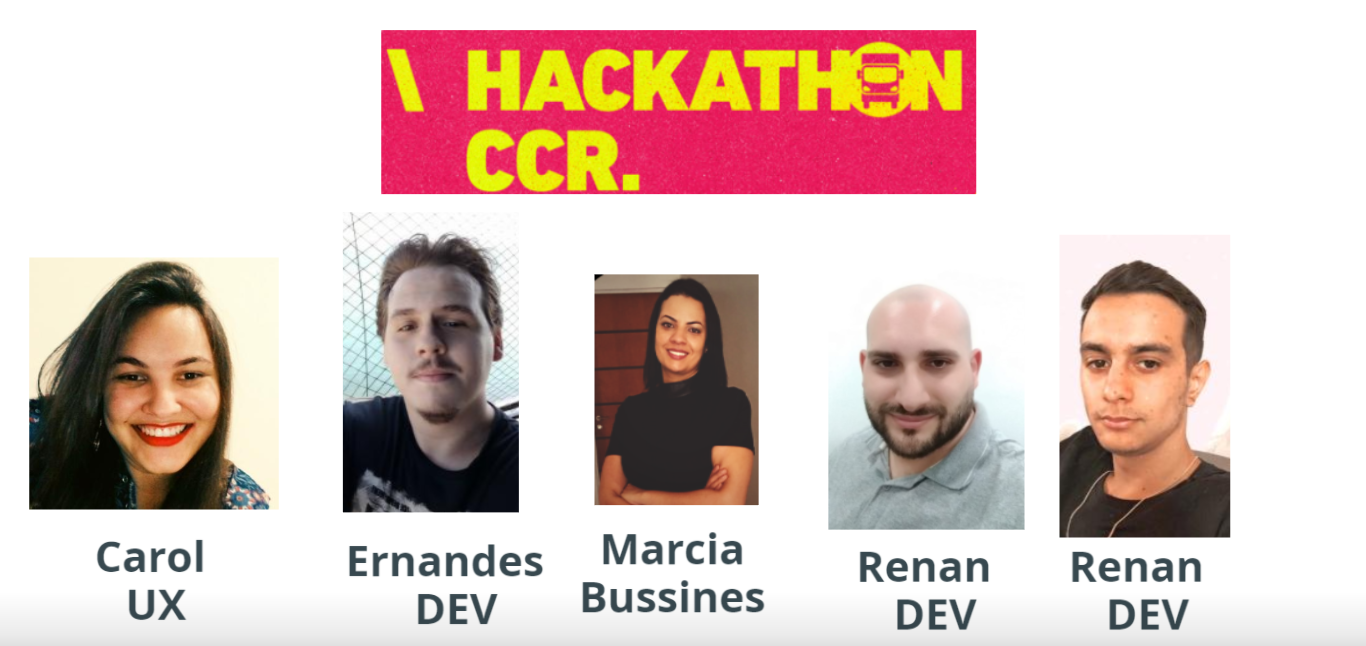 \ HACKATHON
CCR.
Carol
UX
Ernandes
DEV
Marcia
Bussines
Renan
DEV
Renan
DEV